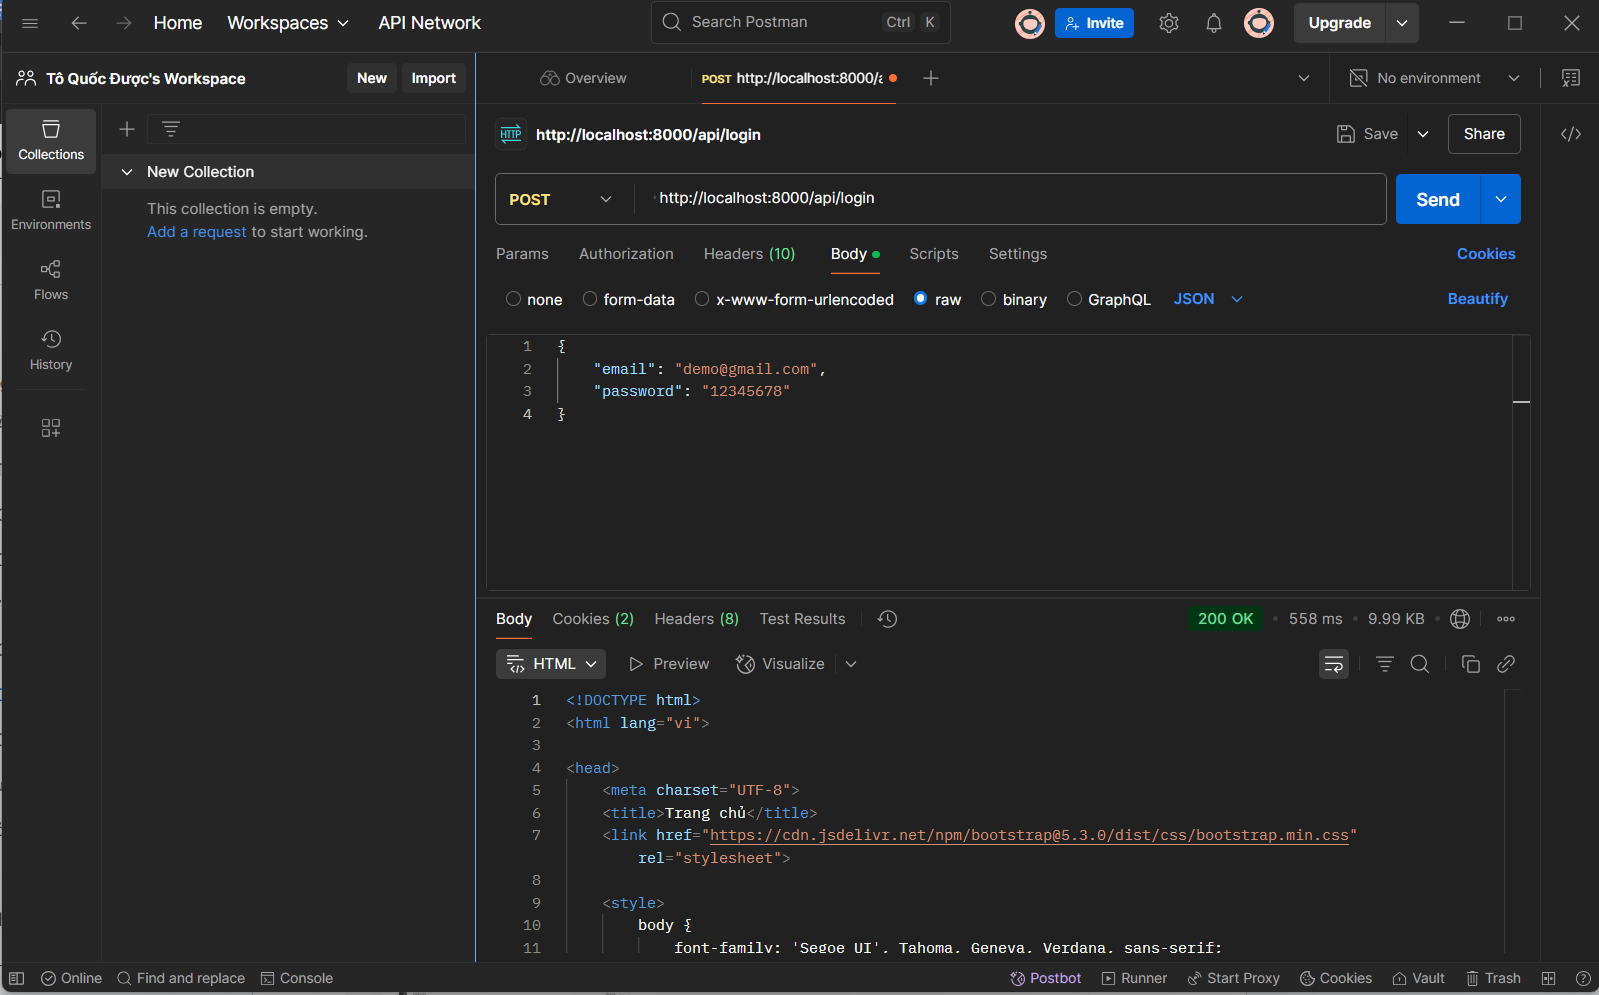 Home Workspaces API Network Search Postman Ctrl K Invite Upgrade
Tô Quốc Được's Workspace New Import Overview POST http://localhost:8000/a No environment
Collections
Environments
Flows
History
New Collection
This collection is empty.
Add a request to start working.
HTTP http://localhost:8000/api/login Save Share
POST http://localhost:8000/api/login Send
Params Authorization Headers (10) Body Scripts Settings Cookies
none form-data x-www-form-urlencoded raw binary GraphQL JSON Beautify
1 {
2 "email": "demo@gmail.com",
3 "password": "12345678"
4 }
Body Cookies (2) Headers (8) Test Results 200 OK • 558 ms • 9.99 KB •
HTML Preview Visualize
1 <!DOCTYPE html>
2 <html lang="vi">
3
4 <head>
5 <meta charset="UTF-8">
6 <title>Trang chủ</title>
7 <link href="https://cdn.jsdelivr.net/npm/bootstrap@5.3.0/dist/css/bootstrap.min.css"
rel="stylesheet">
8
9 <style>
10 body {
11 font-family: 'Segoe UI', Tahoma, Geneva, Verdana, sans-serif;
Online Find and replace Console Postbot Runner Start Proxy Cookies Vault Trash